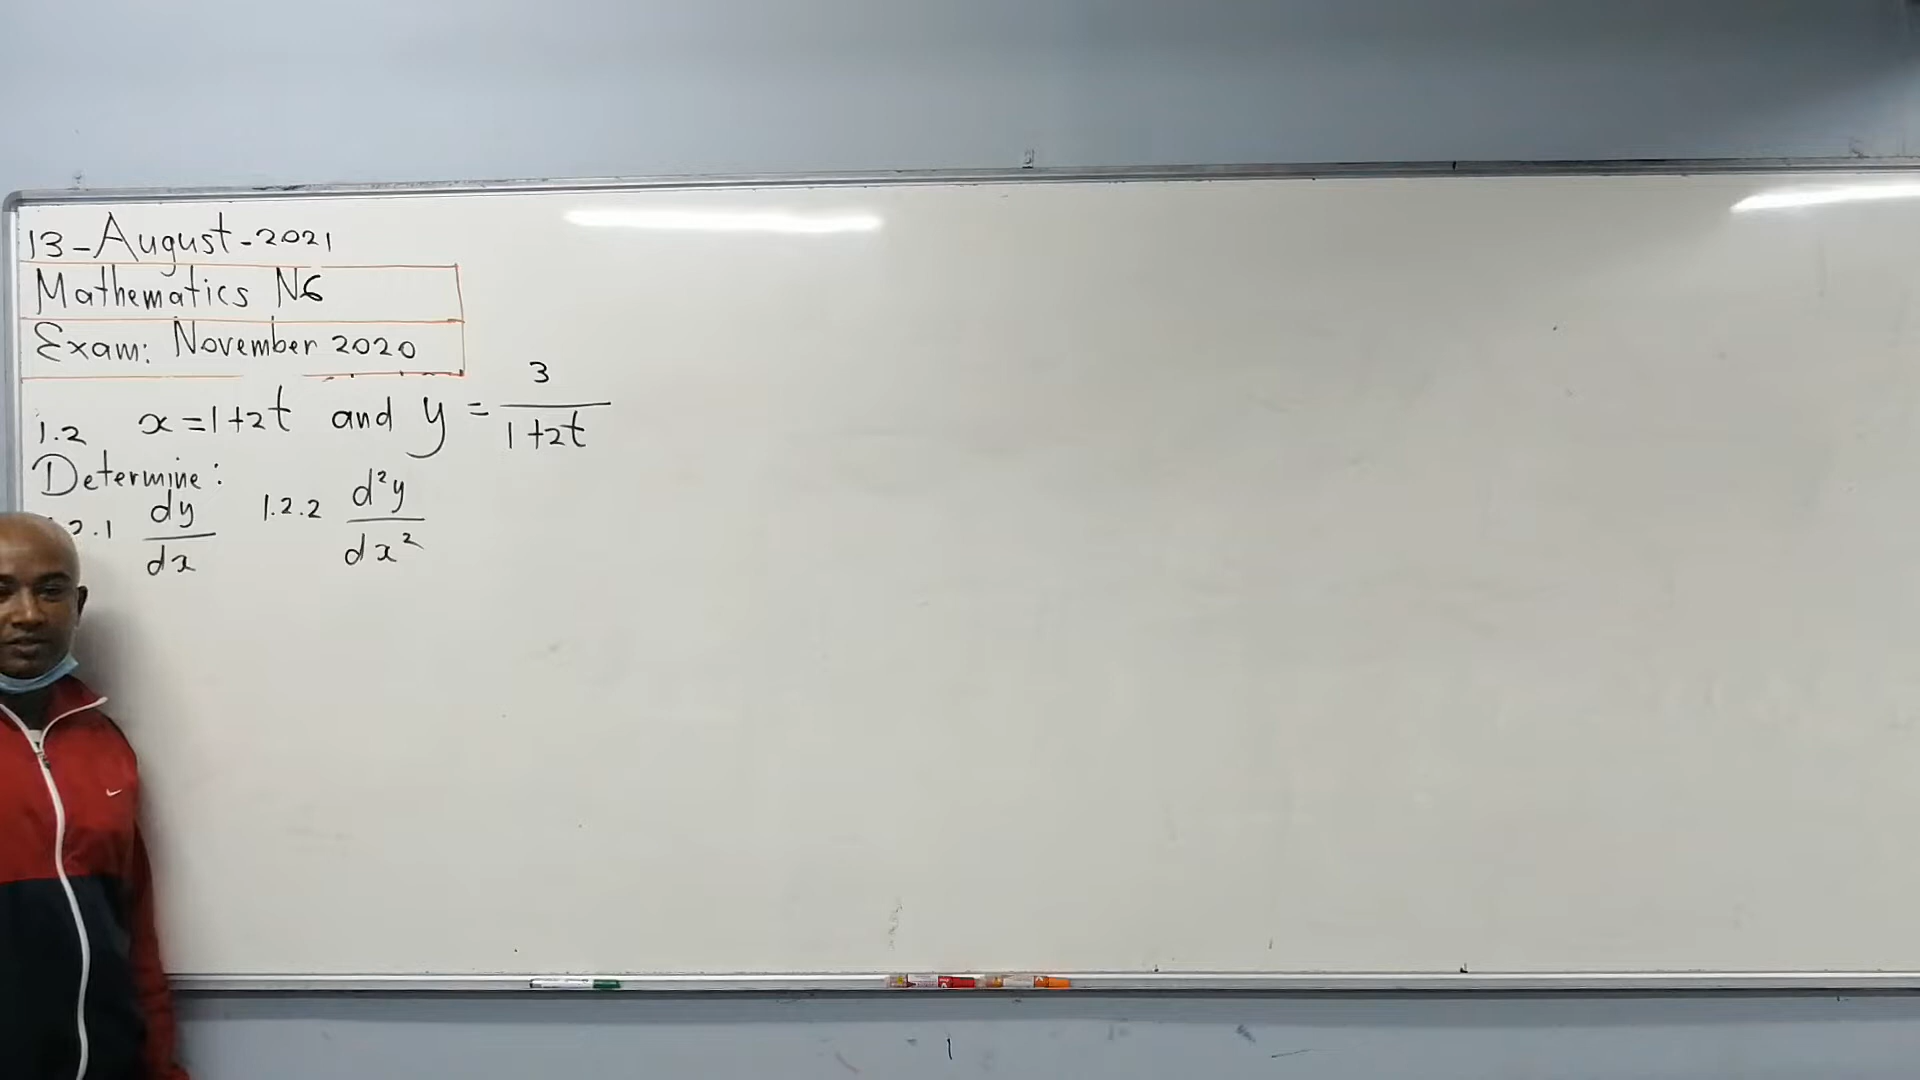 13-August-2021
Mathematics N6
Exam: November 2020
1.2 x=1+2t and y = 3/(1+2t)
Determine:
2.1 dy/dx 1.2.2 d²y/dx²